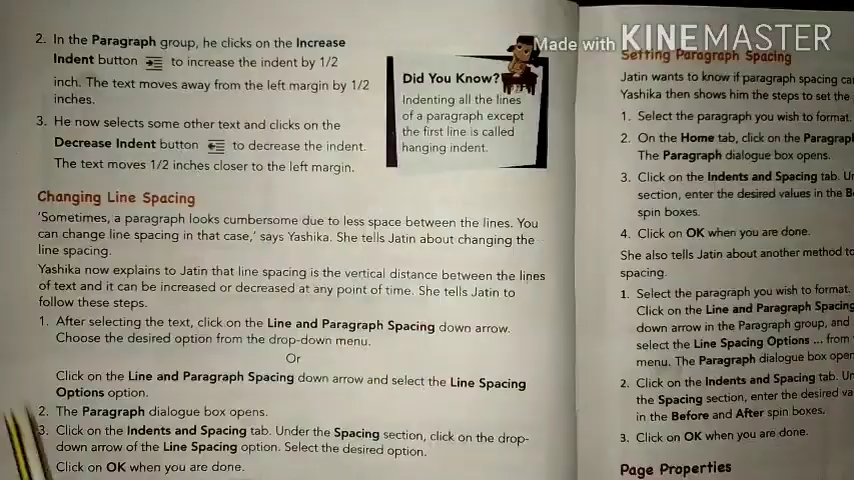 2. In the Paragraph group, he clicks on the Increase
Indent button to increase the indent by 1/2
inch. The text moves away from the left margin by 1/2
inches.
3. He now selects some other text and clicks on the
Decrease Indent button to decrease the indent.
The text moves 1/2 inches closer to the left margin.
Did You Know?
Indenting all the lines
of a paragraph except
the first line is called
hanging indent.
Changing Line Spacing
‘Sometimes, a paragraph looks cumbersome due to less space between the lines. You
can change line spacing in that case,’ says Yashika. She tells Jatin about changing the
line spacing.
Yashika now explains to Jatin that line spacing is the vertical distance between the lines
of text and it can be increased or decreased at any point of time. She tells Jatin to
follow these steps.
1. After selecting the text, click on the Line and Paragraph Spacing down arrow.
Choose the desired option from the drop-down menu.
Or
Click on the Line and Paragraph Spacing down arrow and select the Line Spacing
Options option.
2. The Paragraph dialogue box opens.
3. Click on the Indents and Spacing tab. Under the Spacing section, click on the drop-
down arrow of the Line Spacing option. Select the desired option.
Click on OK when you are done.
Made with KINEMASTER
Setting Paragraph Spacing
Jatin wants to know if paragraph spacing
Yashika then shows him the steps to set the
1. Select the paragraph you wish to format.
2. On the Home tab, click on the Paragrap
The Paragraph dialogue box opens.
3. Click on the Indents and Spacing tab.
section, enter the desired values in the
spin boxes.
4. Click on OK when you are done.
She also tells Jatin about another method
spacing.
1. Select the paragraph you wish to format.
Click on the Line and Paragraph Spacing
down arrow in the Paragraph group, and
select the Line Spacing Options ... from
menu. The Paragraph dialogue box
2. Click on the Indents and Spacing tab.
the Spacing section, enter the desired
in the Before and After spin boxes.
3. Click on OK when you are done.
Page Properties